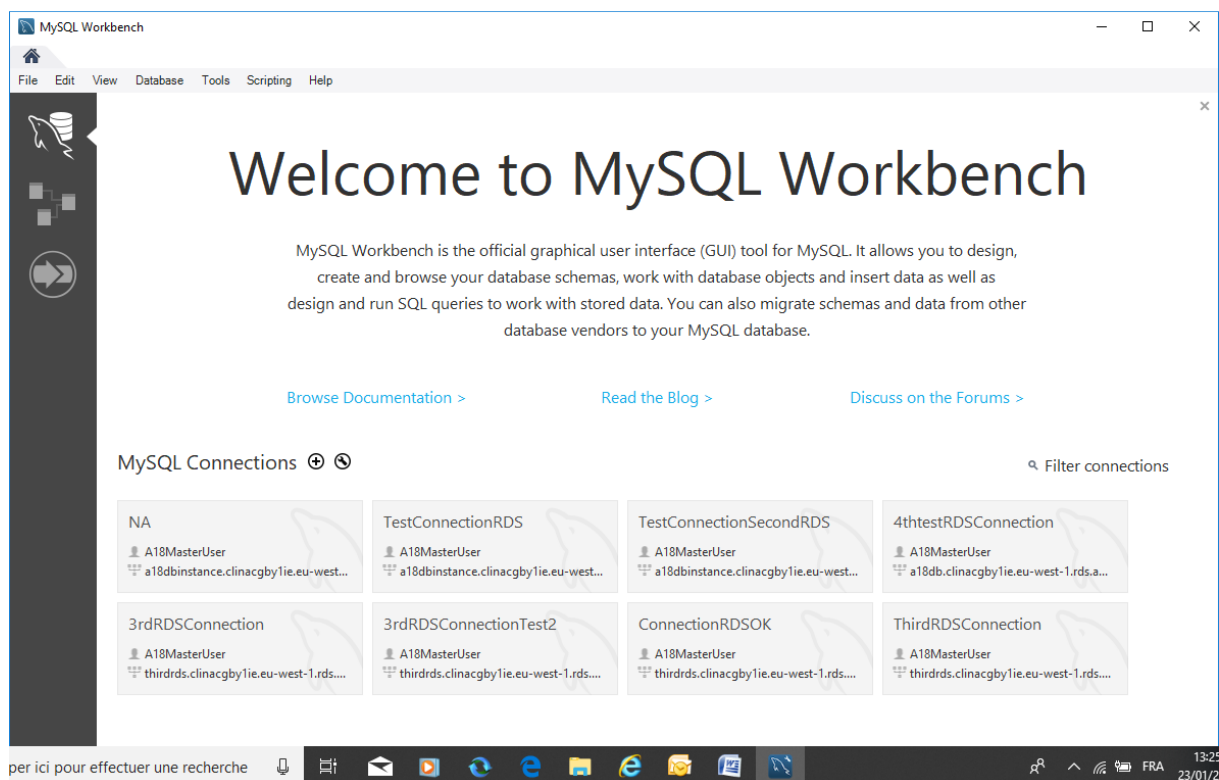 MySQL Workbench
File Edit View Database Tools Scripting Help
Welcome to MySQL Workbench
MySQL Workbench is the official graphical user interface (GUI) tool for MySQL. It allows you to design,
create and browse your database schemas, work with database objects and insert data as well as
design and run SQL queries to work with stored data. You can also migrate schemas and data from other
database vendors to your MySQL database.
Browse Documentation > Read the Blog > Discuss on the Forums >
MySQL Connections Filter connections
NA TestConnectionRDS TestConnectionSecondRDS 4thtestRDSConnection
A18MasterUser A18MasterUser A18MasterUser A18MasterUser
a18dbinstance.clinacgby1ie.eu-west... a18dbinstance.clinacgby1ie.eu-west... a18dbinstance.clinacgby1ie.eu-west... a18db.clinacgby1ie.eu-west-1.rds.a...
3rdRDSConnection 3rdRDSConnectionTest2 ConnectionRDSOK ThirdRDSConnection
A18MasterUser A18MasterUser A18MasterUser A18MasterUser
thirdrds.clinacgby1ie.eu-west-1.rds.... thirdrds.clinacgby1ie.eu-west-1.rds.... thirdrds.clinacgby1ie.eu-west-1.rds.... thirdrds.clinacgby1ie.eu-west-1.rds....
per ici pour effectuer une recherche FRA 13:25
23/01/2